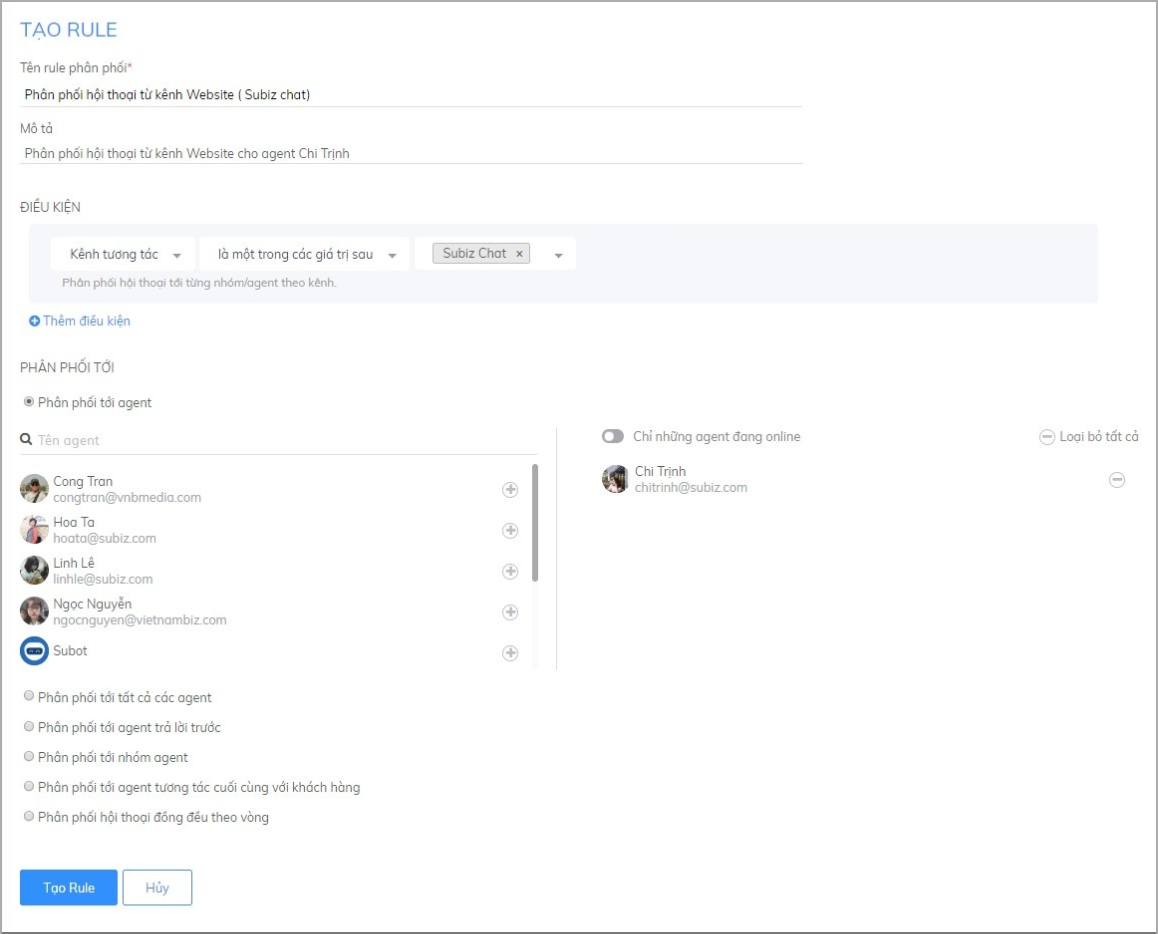 TẠO RULE
Tên rule phân phối*
Phân phối hội thoại từ kênh Website ( Subiz chat)
Mô tả
Phân phối hội thoại từ kênh Website cho agent Chi Trịnh
ĐIỀU KIỆN
Kênh tương tác là một trong các giá trị sau Subiz Chat ×
Phân phối hội thoại tới từng nhóm/agent theo kênh.
Thêm điều kiện
PHÂN PHỐI TỚI
Phân phối tới agent
Tên agent
Cong Tran
congtran@vnbmedia.com
Hoa Ta
hoata@subiz.com
Linh Lê
linhle@subiz.com
Ngọc Nguyễn
ngocnguyen@vietnambiz.com
Subot
Chỉ những agent đang online Loại bỏ tất cả
Chi Trịnh
chitrinh@subiz.com
Phân phối tới tất cả các agent
Phân phối tới agent trả lời trước
Phân phối tới nhóm agent
Phân phối tới agent tương tác cuối cùng với khách hàng
Phân phối hội thoại đồng đều theo vòng
Tạo Rule Hủy